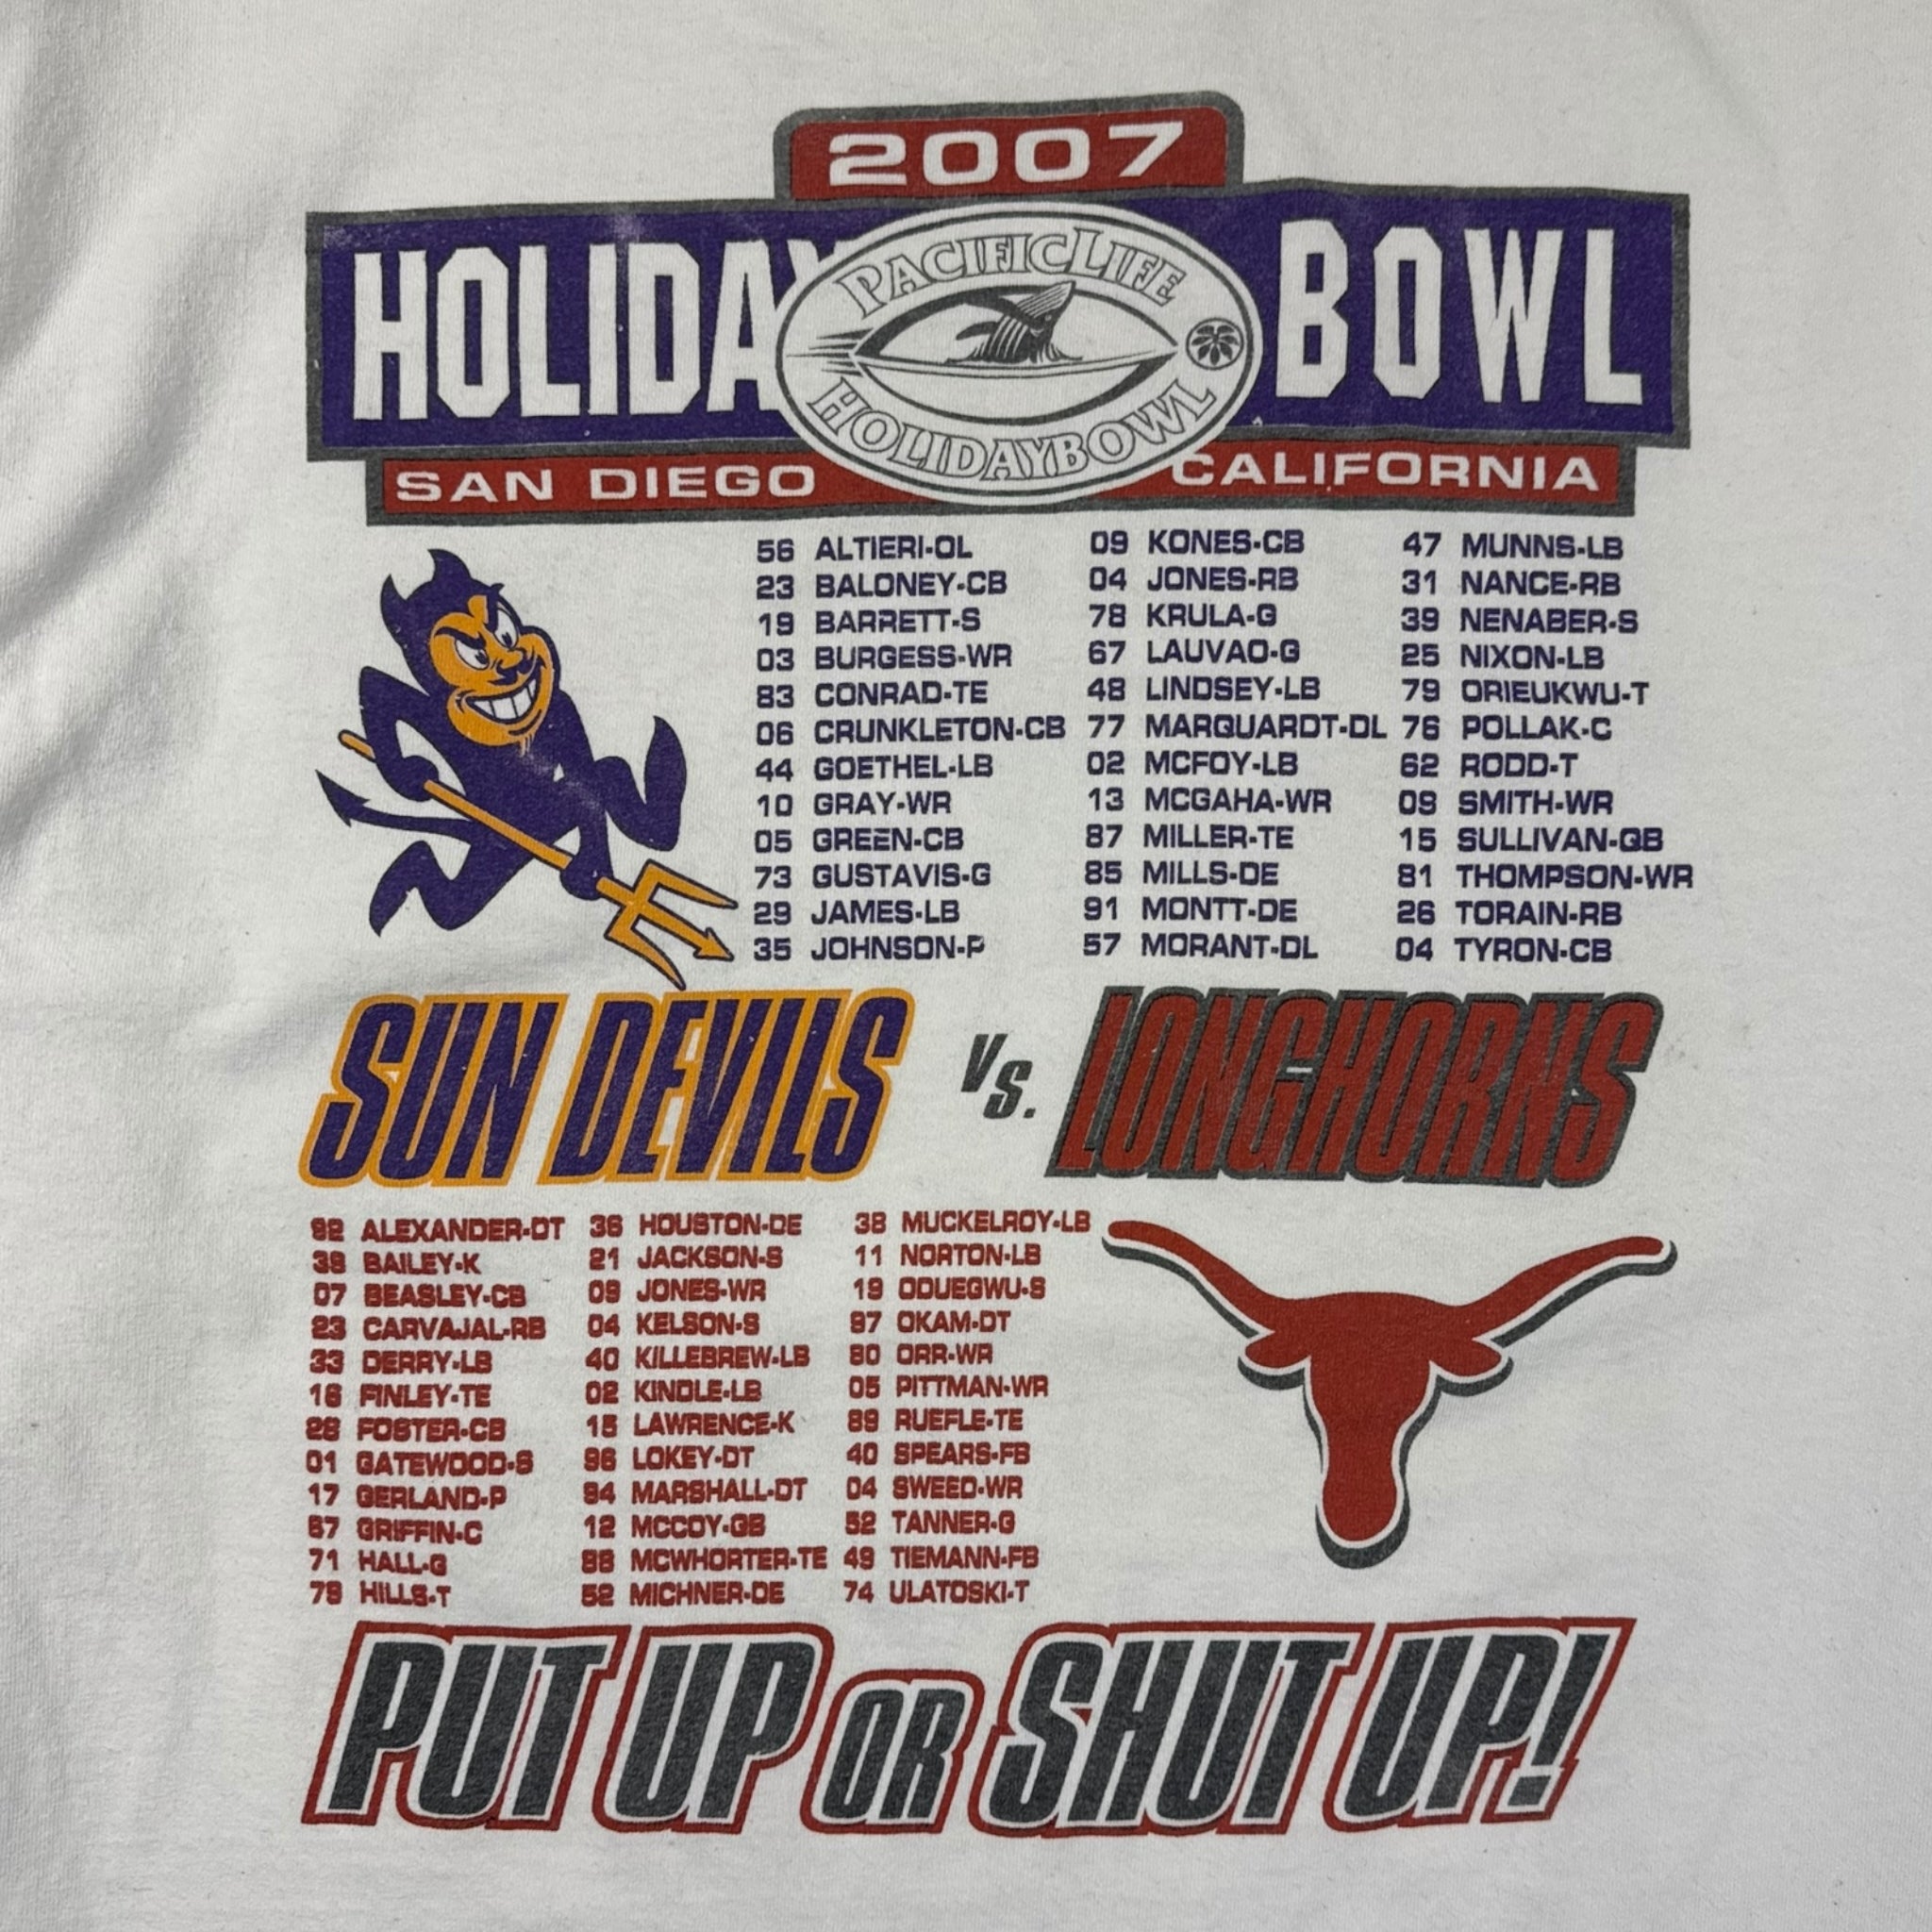 2007
HOLIDAY BOWL
PACIFIC LIFE
HOLIDAY BOWL
SAN DIEGO CALIFORNIA
56 ALTIERI-OL 09 KONES-CB 47 MUNNS-LB
23 BALONEY-CB 04 JONES-RB 31 NANCE-RB
19 BARRETT-S 78 KRULA-G 39 NENABER-S
03 BURGESS-WR 67 LAUVAO-G 25 NIXON-LB
83 CONRAD-TE 48 LINDSEY-LB 79 ORIEUKWU-T
06 CRUNKLETON-CB 77 MARQUARDT-DL 76 POLLAK-C
44 GOETHEL-LB 02 MCFOY-LB 62 RODD-T
10 GRAY-WR 13 MCGAHA-WR 09 SMITH-WR
05 GREEN-CB 87 MILLER-TE 15 SULLIVAN-QB
73 GUSTAVIS-G 85 MILLS-DE 81 THOMPSON-WR
29 JAMES-LB 91 MONTT-DE 26 TORAIN-RB
35 JOHNSON-P 57 MORANT-DL 04 TYRON-CB
SUN DEVILS vs. LONGHORNS
92 ALEXANDER-DT 36 HOUSTON-DE 38 MUCKELROY-LB
39 BAILEY-K 21 JACKSON-S 11 NORTON-LB
07 BEASLEY-CB 09 JONES-WR 19 ODUEGWU-S
23 CARVAJAL-RB 04 KELSON-S 97 OKAM-DT
33 DERRY-LB 40 KILLEBREW-LB 80 ORR-WR
16 FINLEY-TE 02 KINDLE-LB 05 PITTMAN-WR
28 FOSTER-CB 15 LAWRENCE-K 89 RUEFLE-TE
01 GATEWOOD-S 96 LOKEY-DT 40 SPEARS-FB
17 GERLAND-P 94 MARSHALL-DT 04 SWEED-WR
67 GRIFFIN-C 12 MCCOY-QB 52 TANNER-G
71 HALL-G 88 MCWHORTER-TE 49 TIEMANN-FB
79 HILLS-T 52 MICHNER-DE 74 ULATOSKI-T
PUT UP OR SHUT UP!